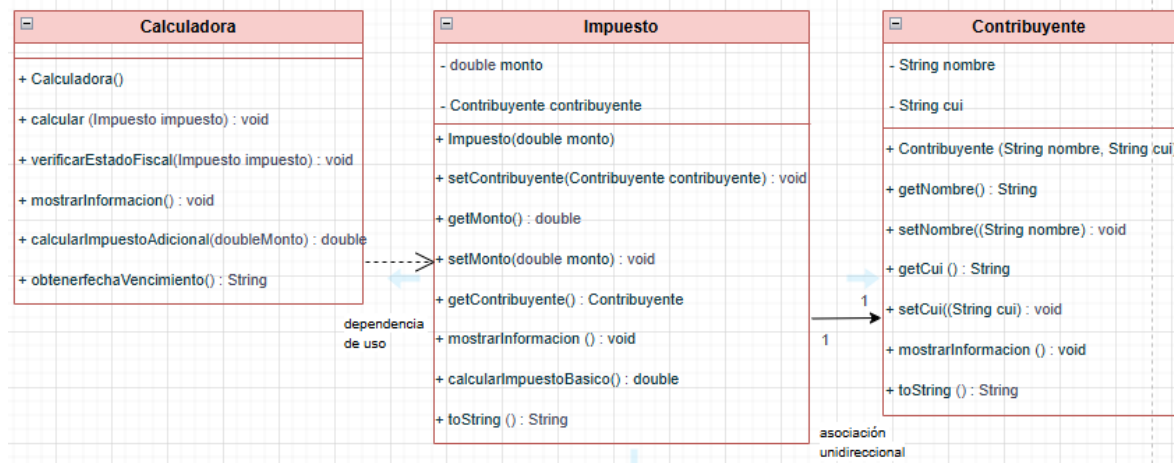 Calculadora
+ Calculadora()
+ calcular (Impuesto impuesto) : void
+ verificarEstadoFiscal(Impuesto impuesto) : void
+ mostrarInformacion() : void
+ calcularImpuestoAdicional(doubleMonto) : double
+ obtenerfechaVencimiento() : String
dependencia
de uso
Impuesto
- double monto
- Contribuyente contribuyente
+ Impuesto(double monto)
+ setContribuyente(Contribuyente contribuyente) : void
+ getMonto() : double
+ setMonto(double monto) : void
+ getContribuyente() : Contribuyente
+ mostrarInformacion () : void
+ calcularImpuestoBasico() : double
+ toString () : String
1
1
asociación
unidireccional
Contribuyente
- String nombre
- String cui
+ Contribuyente (String nombre, String cui)
+ getNombre() : String
+ setNombre((String nombre) : void
+ getCui () : String
+ setCui((String cui) : void
+ mostrarInformacion () : void
+ toString () : String